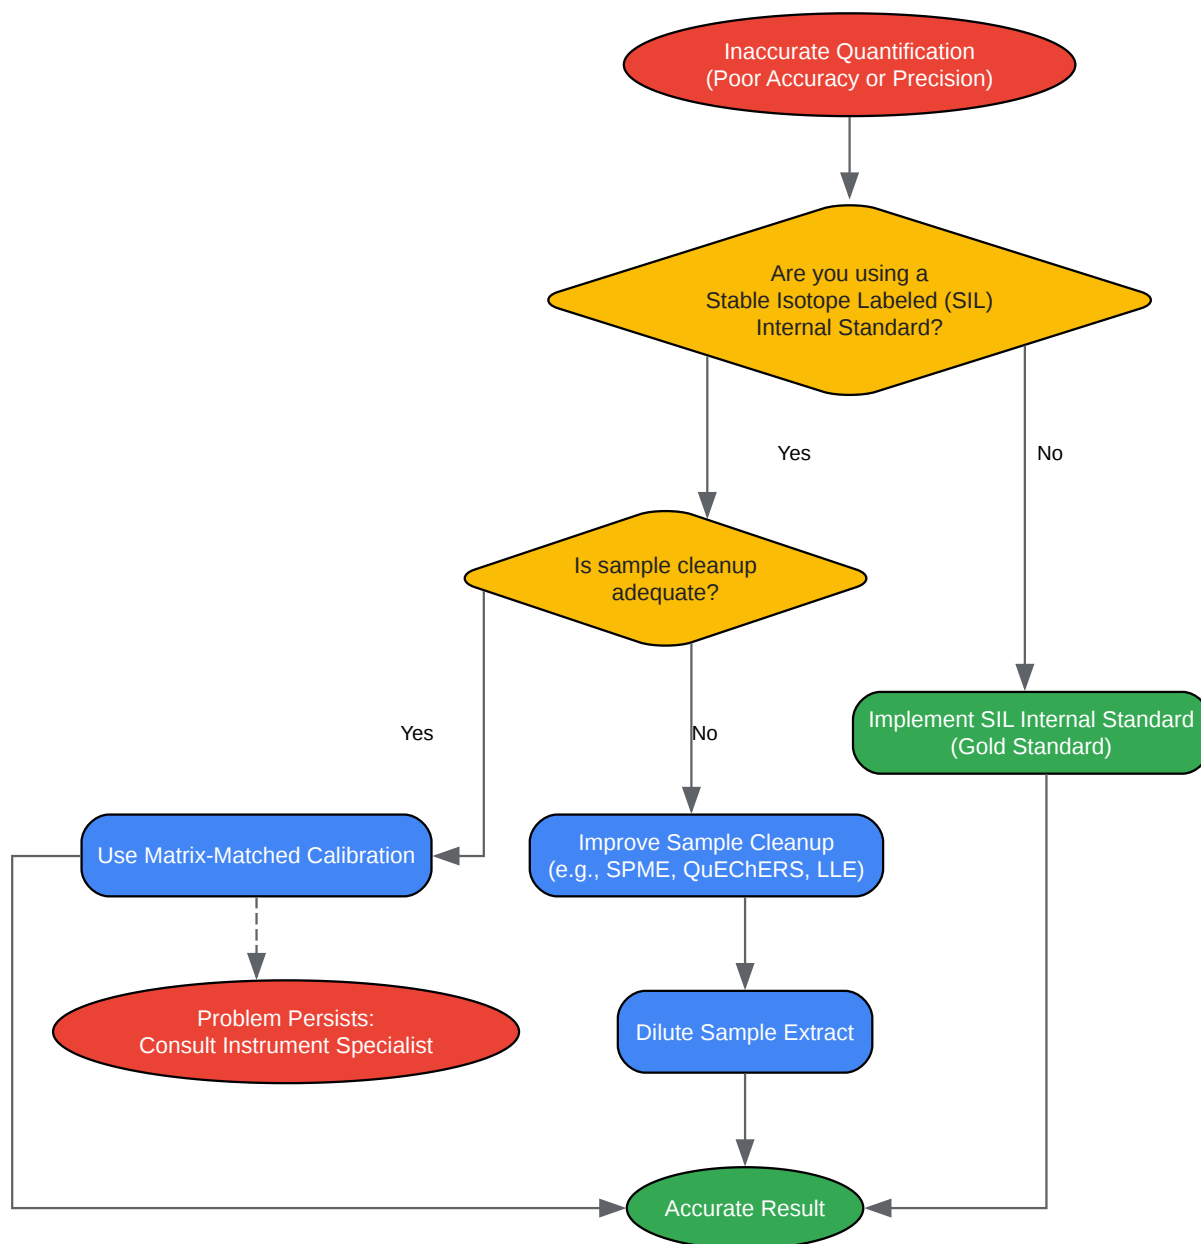 Inaccurate Quantification
(Poor Accuracy or Precision)
Are you using a
Stable Isotope Labeled (SIL)
Internal Standard?
Yes
No
Is sample cleanup
adequate?
Yes
No
Implement SIL Internal Standard
(Gold Standard)
Use Matrix-Matched Calibration
Improve Sample Cleanup
(e.g., SPME, QuEChERS, LLE)
Problem Persists:
Consult Instrument Specialist
Dilute Sample Extract
Accurate Result